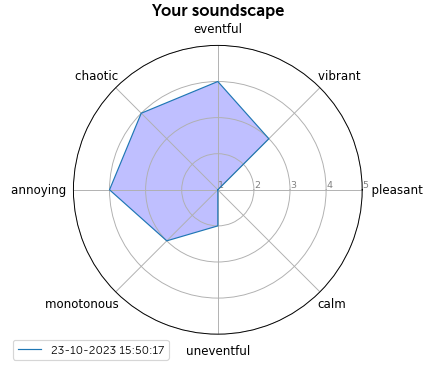 Your soundscape
eventful
chaotic
vibrant
annoying
1 2 3 4 5
pleasant
monotonous
calm
23-10-2023 15:50:17
uneventful